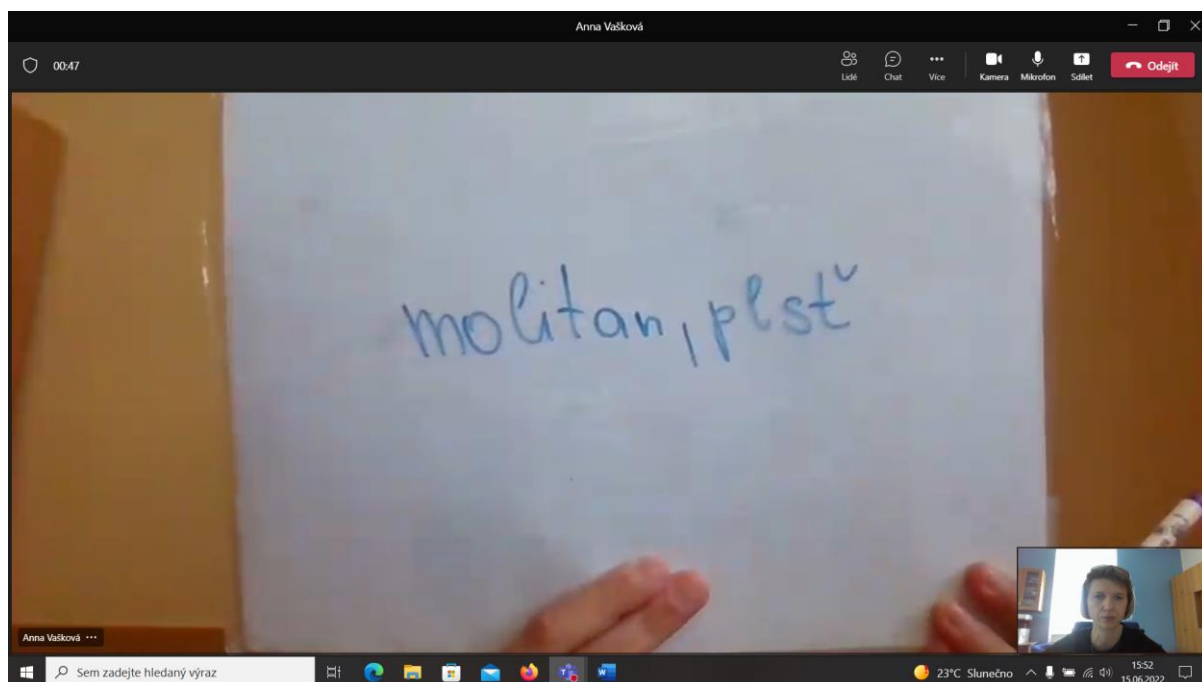 Anna Vašková
00:47
Lidé Chat Více Kamera Mikrofon Sdílet Odejít
molitan, plsť
Anna Vašková
Sem zadejte hledaný výraz
23°C Slunečno
15:52
15.06.2022